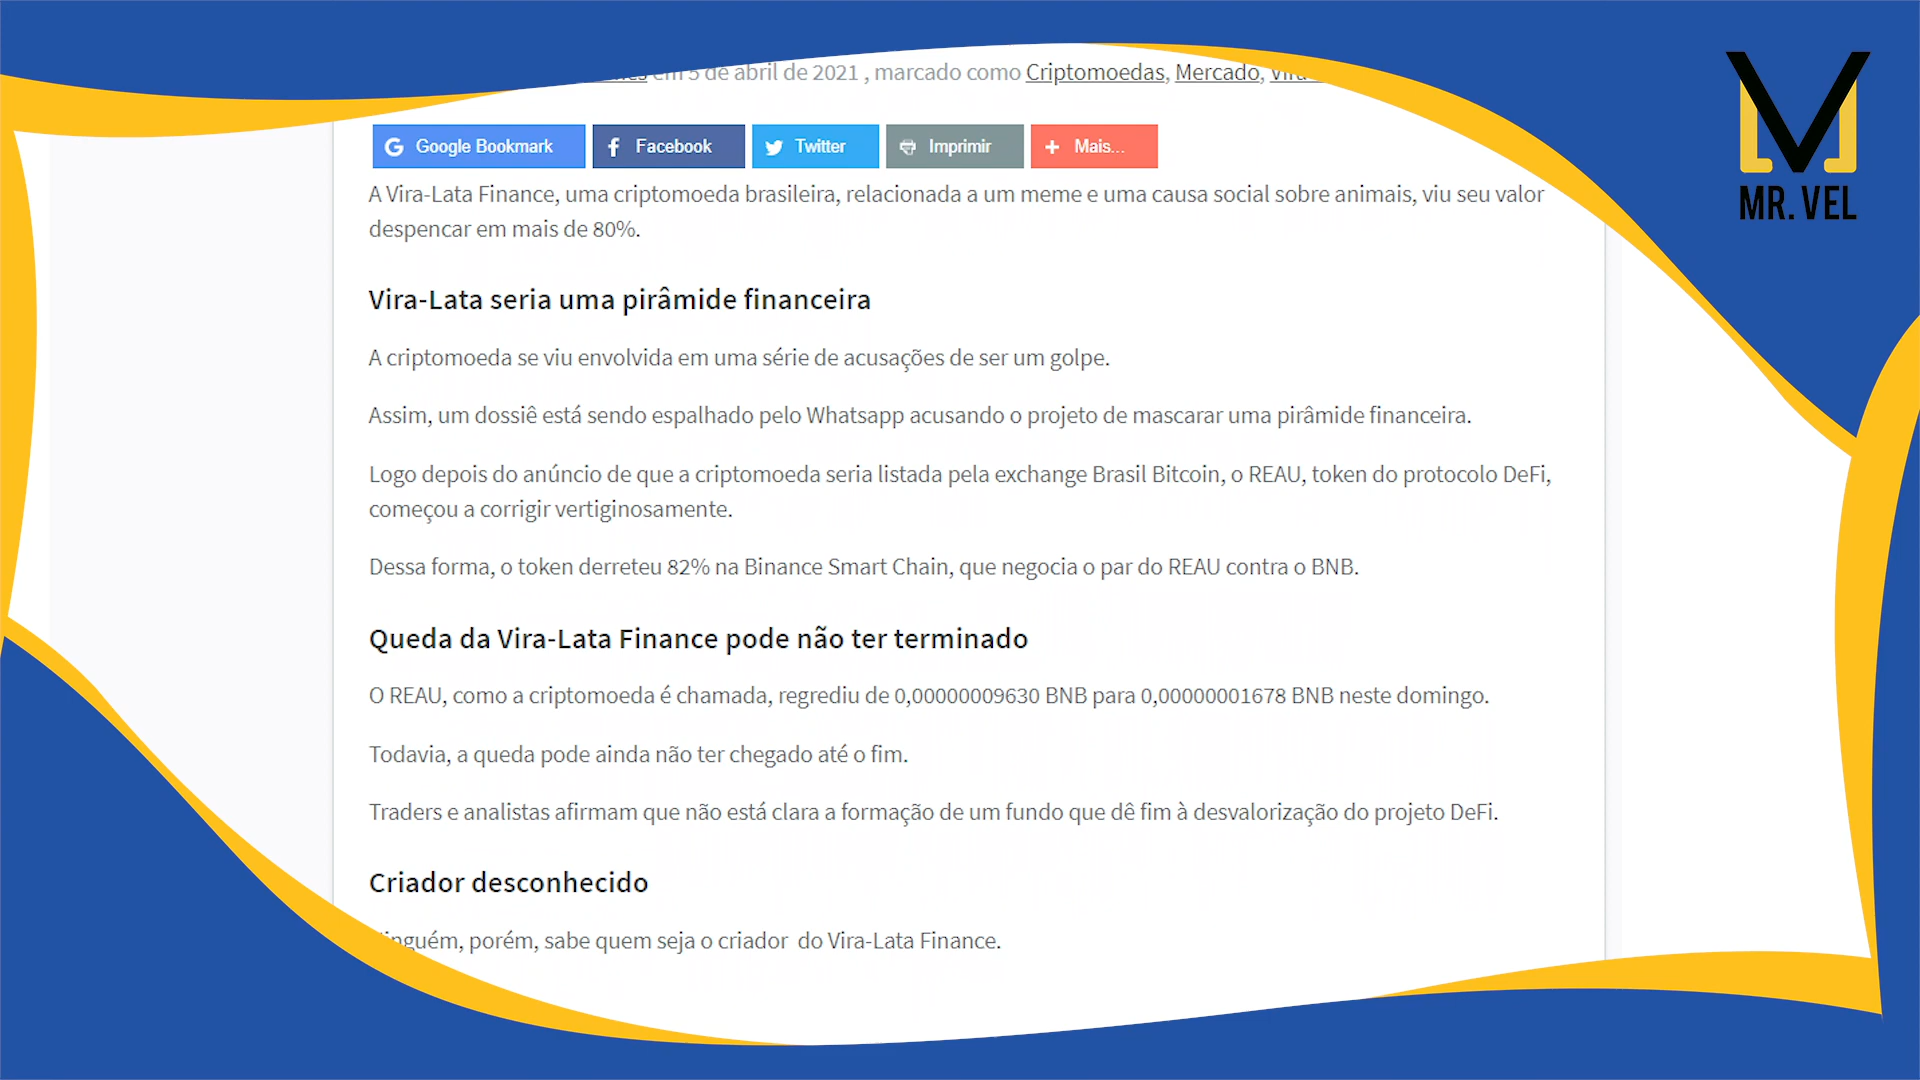 em 5 de abril de 2021 , marcado como Criptomoedas, Mercado,
Google Bookmark Facebook Twitter Imprimir Mais...
A Vira-Lata Finance, uma criptomoeda brasileira, relacionada a um meme e uma causa social sobre animais, viu seu valor
despencar em mais de 80%.
Vira-Lata seria uma pirâmide financeira
A criptomoeda se viu envolvida em uma série de acusações de ser um golpe.
Assim, um dossiê está sendo espalhado pelo Whatsapp acusando o projeto de mascarar uma pirâmide financeira.
Logo depois do anúncio de que a criptomoeda seria listada pela exchange Brasil Bitcoin, o REAU, token do protocolo DeFi,
começou a corrigir vertiginosamente.
Dessa forma, o token derreteu 82% na Binance Smart Chain, que negocia o par do REAU contra o BNB.
Queda da Vira-Lata Finance pode não ter terminado
O REAU, como a criptomoeda é chamada, regrediu de 0,00000009630 BNB para 0,00000001678 BNB neste domingo.
Todavia, a queda pode ainda não ter chegado até o fim.
Traders e analistas afirmam que não está clara a formação de um fundo que dê fim à desvalorização do projeto DeFi.
Criador desconhecido
inguém, porém, sabe quem seja o criador do Vira-Lata Finance.
MR. VEL